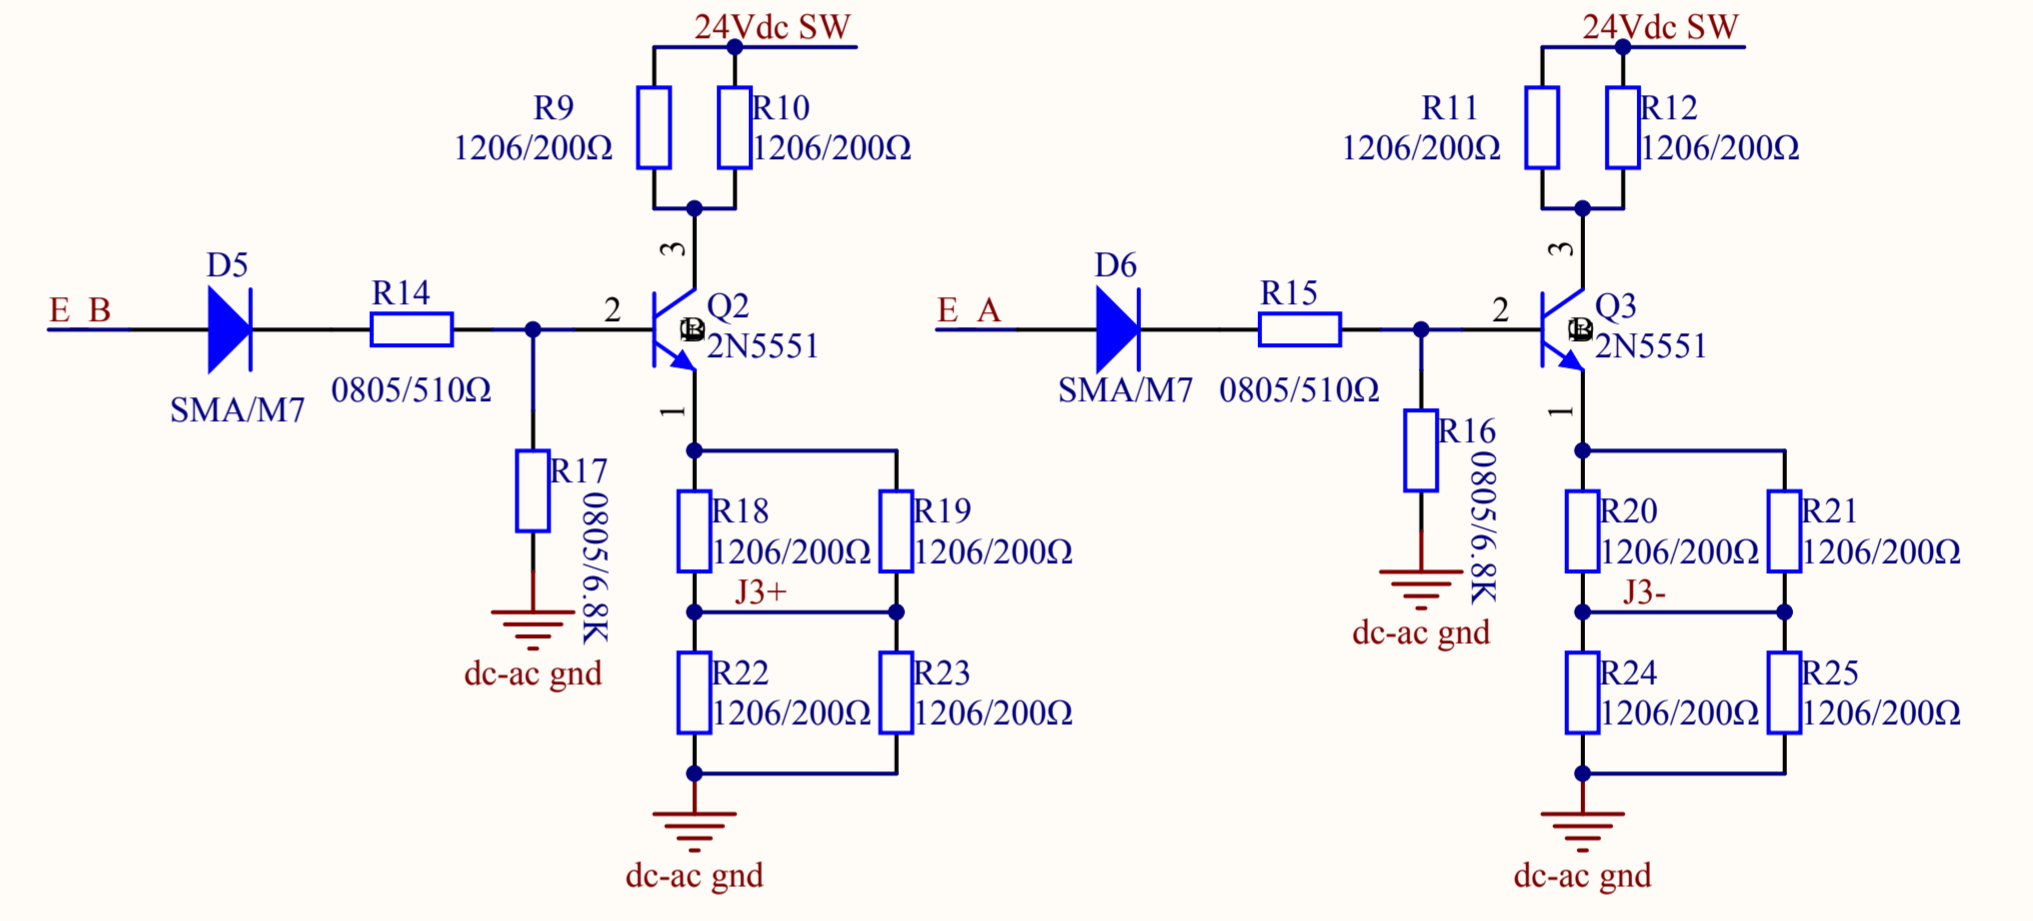 24Vdc SW
R9
1206/200Ω
R10
1206/200Ω
3
D5
E B
R14
2
Q2
2N5551
SMA/M7
0805/510Ω
1
R17
0805/6.8K
R18
1206/200Ω
R19
1206/200Ω
J3+
dc-ac gnd
R22
1206/200Ω
R23
1206/200Ω
dc-ac gnd
24Vdc SW
R11
1206/200Ω
R12
1206/200Ω
3
D6
E A
R15
2
Q3
2N5551
SMA/M7
0805/510Ω
1
R16
0805/6.8K
R20
1206/200Ω
R21
1206/200Ω
J3-
dc-ac gnd
R24
1206/200Ω
R25
1206/200Ω
dc-ac gnd